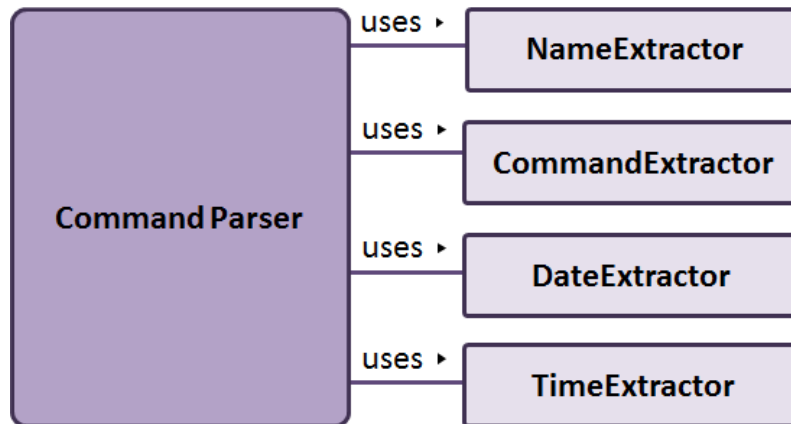 uses ▸
NameExtractor
uses ▸
CommandExtractor
Command Parser
uses ▸
DateExtractor
uses ▸
TimeExtractor